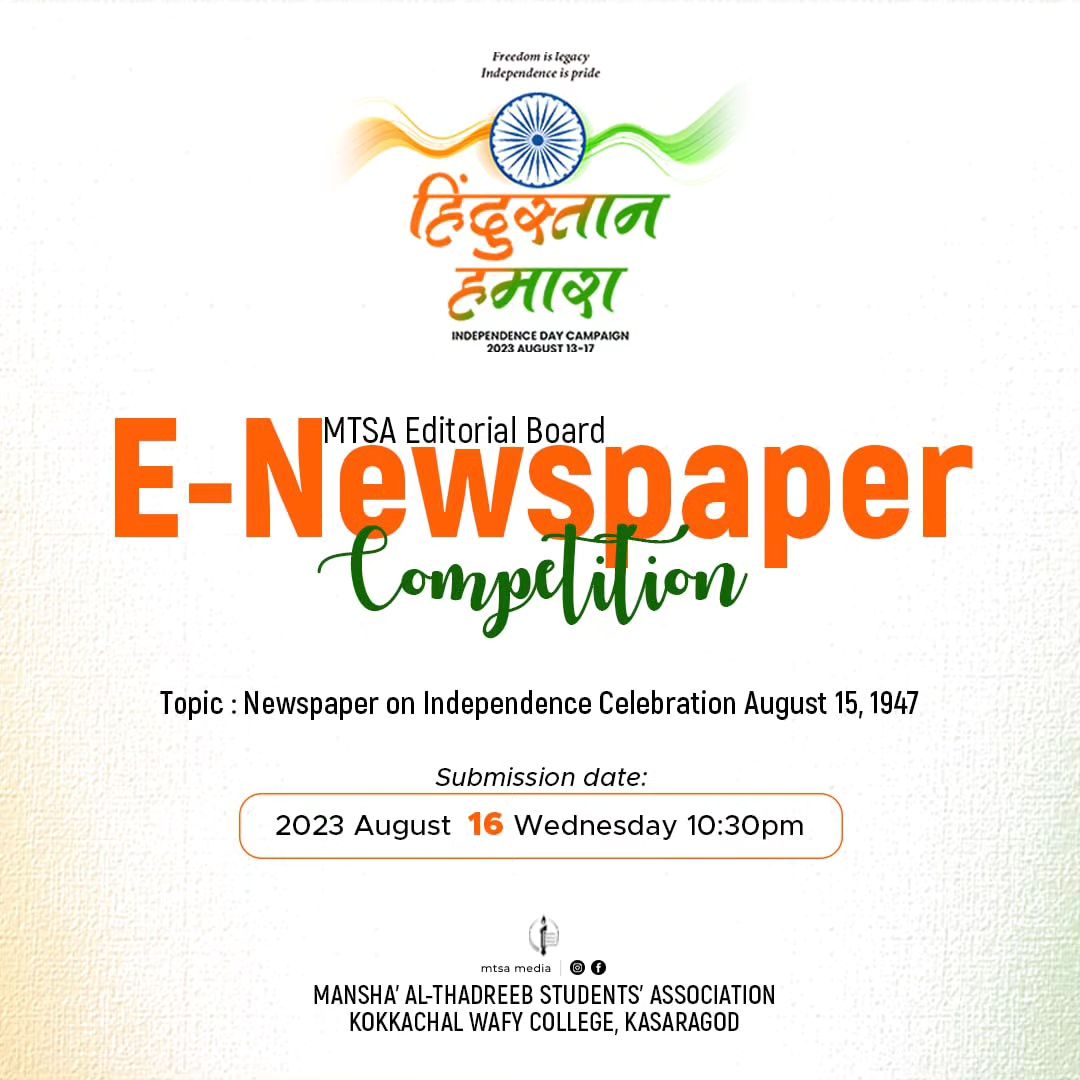 Freedom is legacy
Independence is pride
हिंदुस्तान
हमारा
INDEPENDENCE DAY CAMPAIGN
2023 AUGUST 13-17
MTSA Editorial Board
E-Newspaper
Competition
Topic : Newspaper on Independence Celebration August 15, 1947
Submission date:
2023 August 16 Wednesday 10:30pm
mtsa media
MANSHA' AL-THADREEB STUDENTS' ASSOCIATION
KOKKACHAL WAFY COLLEGE, KASARAGOD